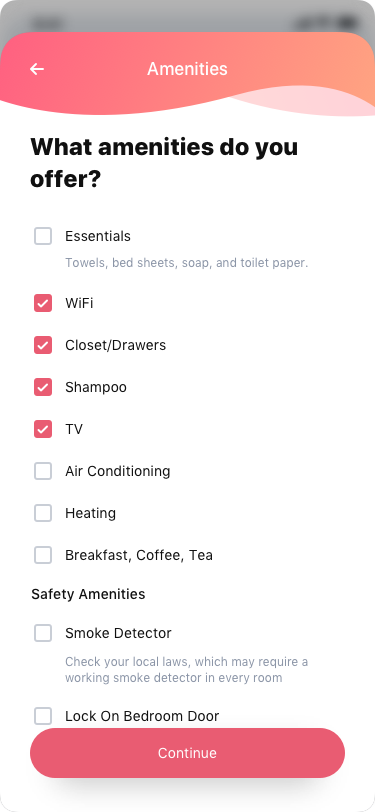 Amenities
What amenities do you
offer?
Essentials
Towels, bed sheets, soap, and toilet paper.
WiFi
Closet/Drawers
Shampoo
TV
Air Conditioning
Heating
Breakfast, Coffee, Tea
Safety Amenities
Smoke Detector
Check your local laws, which may require a
working smoke detector in every room
Lock On Bedroom Door
Continue